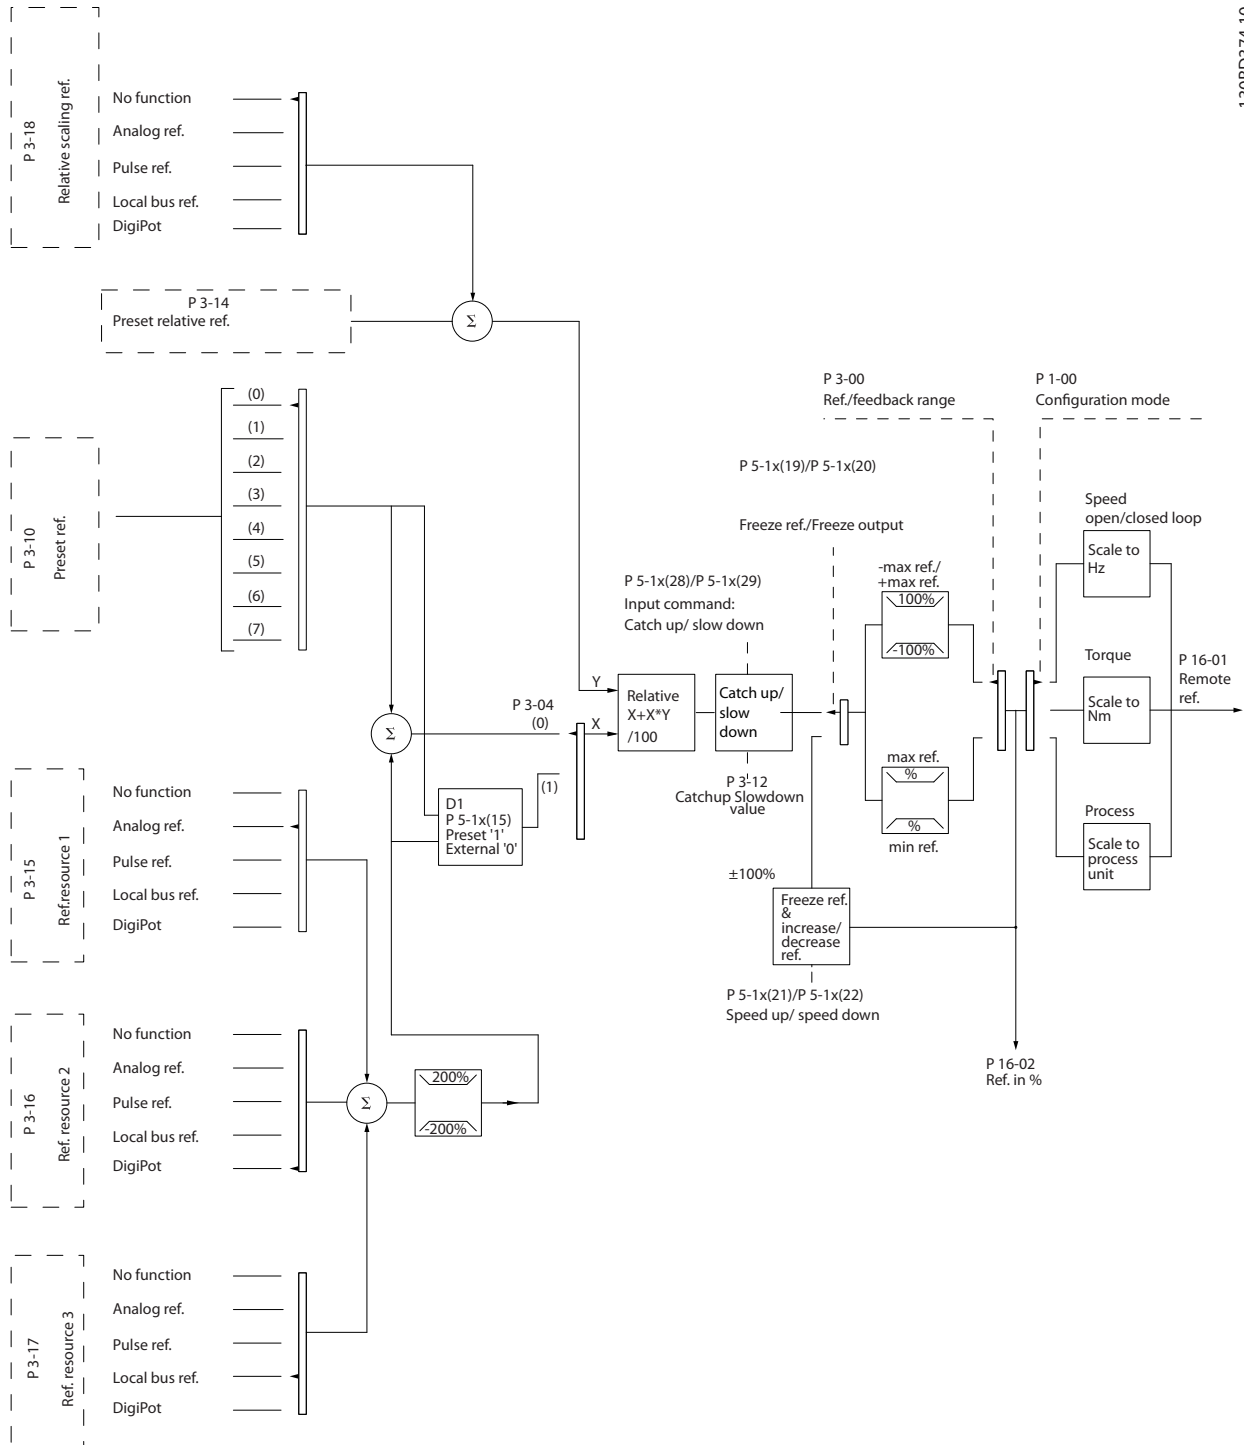 130BD374.10
P 3-18
Relative scaling ref.
No function
Analog ref.
Pulse ref.
Local bus ref.
DigiPot
P 3-14
Preset relative ref.
Σ
P 3-10
Preset ref.
(0)
(1)
(2)
(3)
(4)
(5)
(6)
(7)
P 3-15
Ref.resource 1
No function
Analog ref.
Pulse ref.
Local bus ref.
DigiPot
P 3-16
Ref. resource 2
No function
Analog ref.
Pulse ref.
Local bus ref.
DigiPot
P 3-17
Ref. resource 3
No function
Analog ref.
Pulse ref.
Local bus ref.
DigiPot
Σ
200%
-200%
Σ
P 3-04
(0)
(1)
D1
P 5-1x(15)
Preset '1'
External '0'
Y
X
Relative
X+X*Y
/100
P 5-1x(28)/P 5-1x(29)
Input command:
Catch up/ slow down
Catch up/
slow
down
P 3-12
Catchup Slowdown
value
P 5-1x(19)/P 5-1x(20)
Freeze ref./Freeze output
±100%
Freeze ref.
&
increase/
decrease
ref.
P 5-1x(21)/P 5-1x(22)
Speed up/ speed down
P 3-00
Ref./feedback range
-max ref./
+max ref.
100%
-100%
max ref.
%
%
min ref.
P 1-00
Configuration mode
Speed
open/closed loop
Scale to
Hz
Torque
Scale to
Nm
Process
Scale to
process
unit
P 16-01
Remote
ref.
P 16-02
Ref. in %